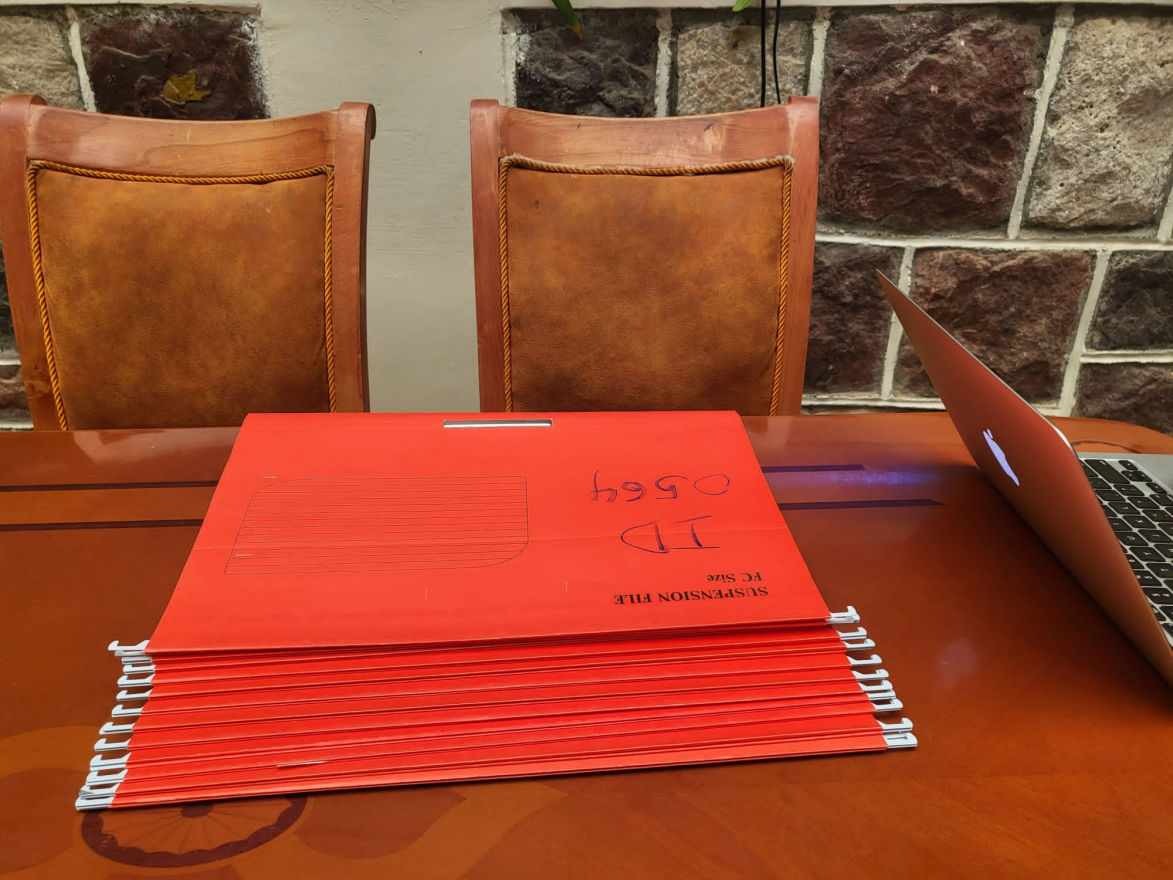 SUSPENSION FILE
FC Size
ID
0564